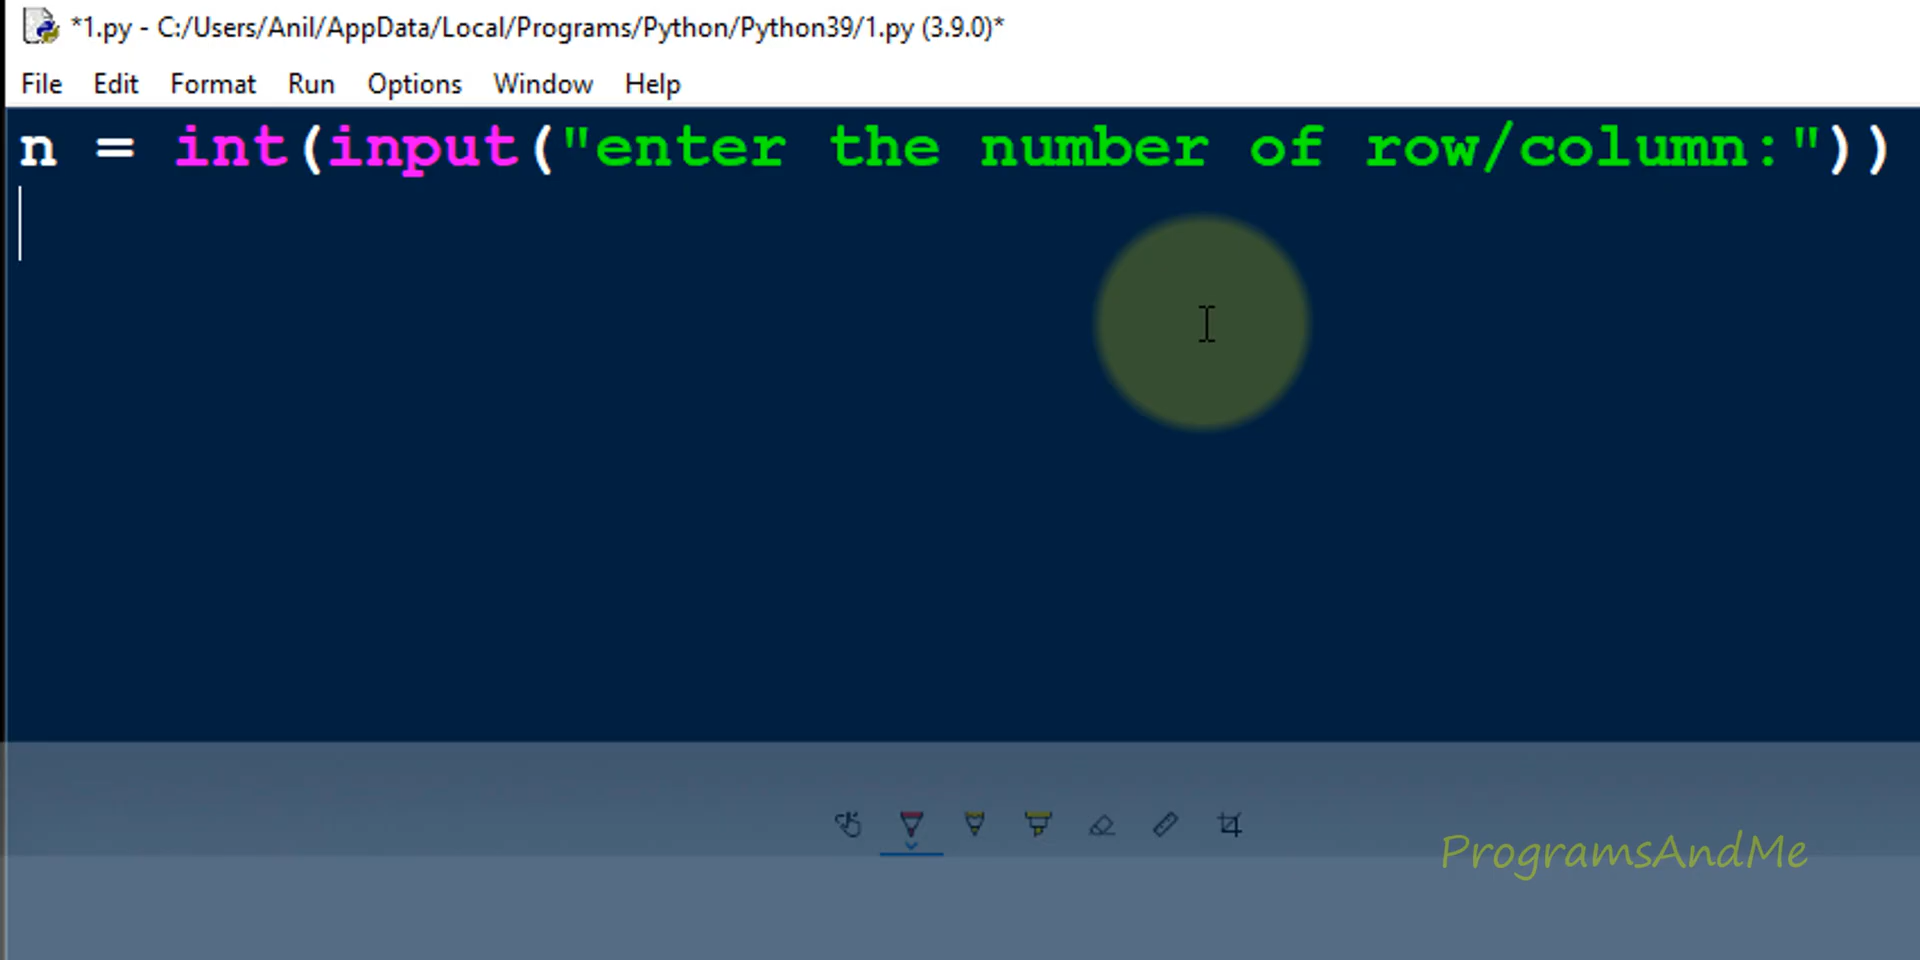 *1.py - C:/Users/Anil/AppData/Local/Programs/Python/Python39/1.py (3.9.0)*
File Edit Format Run Options Window Help
n = int(input("enter the number of row/column:"))
ProgramsAndMe